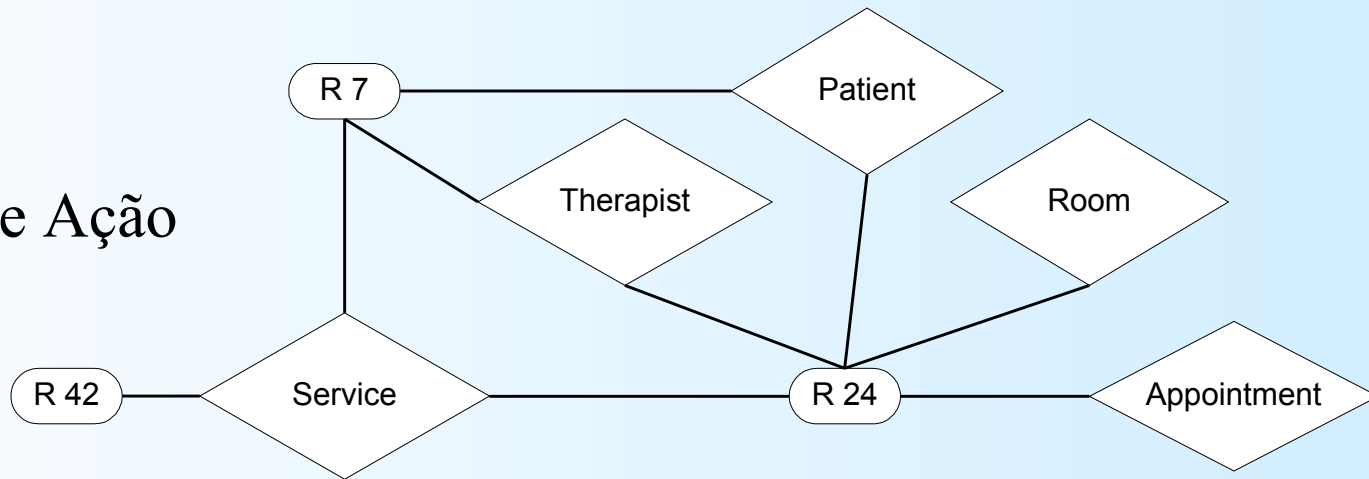 R 7
Patient
Therapist
Room
e Ação
R 42
Service
R 24
Appointment